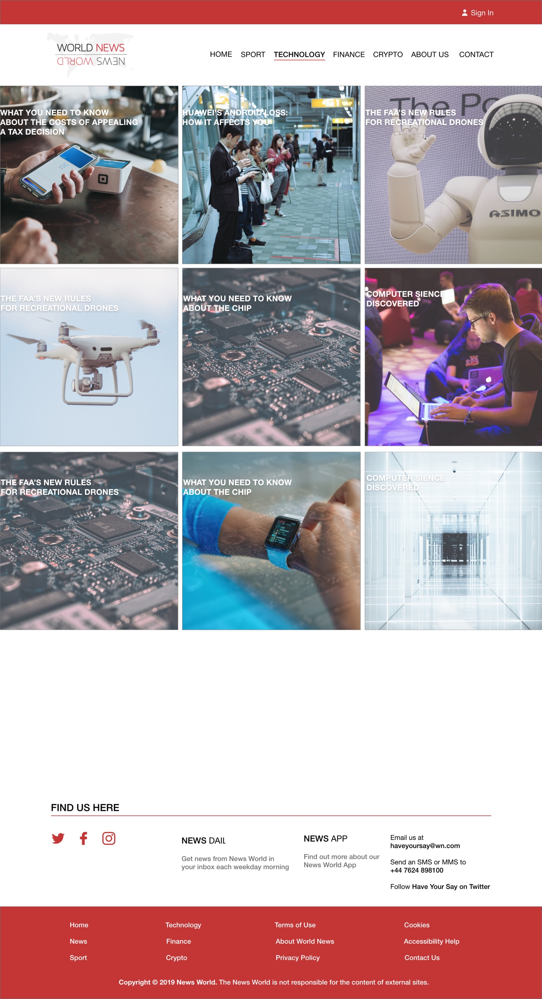 Sign In
WORLD NEWS
WORLD NEWS
HOME SPORT TECHNOLOGY FINANCE CRYPTO ABOUT US CONTACT
WHAT YOU NEED TO KNOW
ABOUT THE COSTS OF APPEALING
A TAX DECISION
HUAWEI'S ANDROID LOSS:
HOW IT AFFECTS YOU
The Po
THE FAA'S NEW RULES
FOR RECREATIONAL DRONES
ASIMO
THE FAA'S NEW RULES
FOR RECREATIONAL DRONES
WHAT YOU NEED TO KNOW
ABOUT THE CHIP
COMPUTER SIENCE
DISCOVERED
THE FAA'S NEW RULES
FOR RECREATIONAL DRONES
WHAT YOU NEED TO KNOW
ABOUT THE CHIP
COMPUTER SIENCE
DISCOVERED
FIND US HERE
NEWS DAIL
Get news from News World in
your inbox each weekday morning
NEWS APP
Find out more about our
News World App
Email us at
haveyoursay@wn.com
Send an SMS or MMS to
+44 7624 898100
Follow Have Your Say on Twitter
Home Technology Terms of Use Cookies
News Finance About World News Accessibility Help
Sport Crypto Privacy Policy Contact Us
Copyright © 2019 News World. The News World is not responsible for the content of external sites.